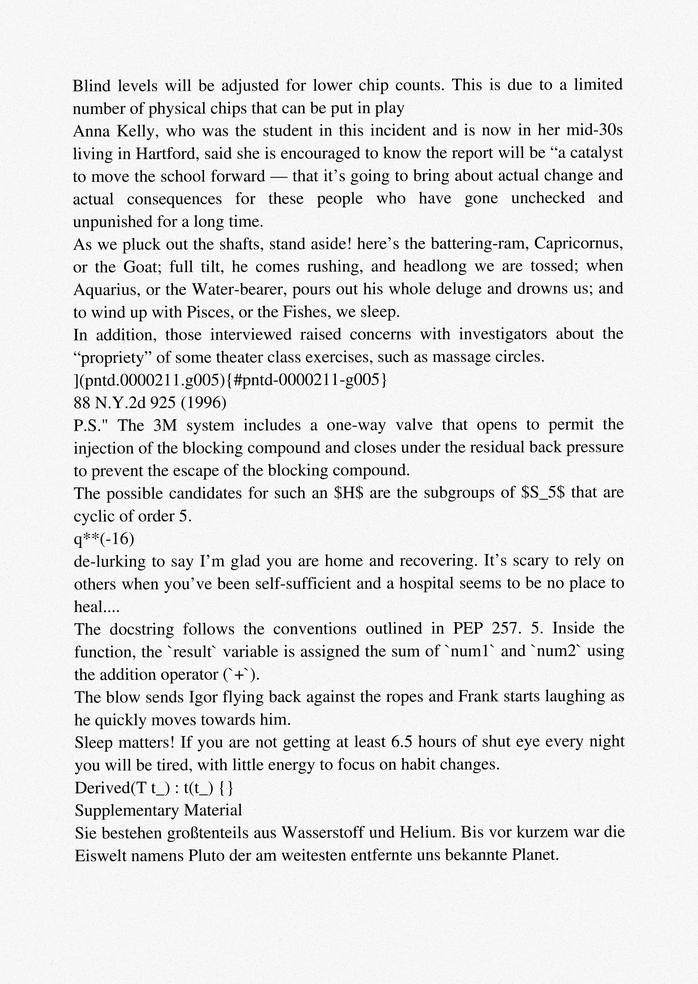 Blind levels will be adjusted for lower chip counts. This is due to a limited
number of physical chips that can be put in play
Anna Kelly, who was the student in this incident and is now in her mid-30s
living in Hartford, said she is encouraged to know the report will be “a catalyst
to move the school forward — that it’s going to bring about actual change and
actual consequences for these people who have gone unchecked and
unpunished for a long time.
As we pluck out the shafts, stand aside! here’s the battering-ram, Capricornus,
or the Goat; full tilt, he comes rushing, and headlong we are tossed; when
Aquarius, or the Water-bearer, pours out his whole deluge and drowns us; and
to wind up with Pisces, or the Fishes, we sleep.
In addition, those interviewed raised concerns with investigators about the
“propriety” of some theater class exercises, such as massage circles.
](pntd.0000211.g005){#pntd-0000211-g005}
88 N.Y.2d 925 (1996)
P.S." The 3M system includes a one-way valve that opens to permit the
injection of the blocking compound and closes under the residual back pressure
to prevent the escape of the blocking compound.
The possible candidates for such an $H$ are the subgroups of $S_5$ that are
cyclic of order 5.
q**(-16)
de-lurking to say I’m glad you are home and recovering. It’s scary to rely on
others when you’ve been self-sufficient and a hospital seems to be no place to
heal....
The docstring follows the conventions outlined in PEP 257. 5. Inside the
function, the `result` variable is assigned the sum of `num1` and `num2` using
the addition operator (`+`).
The blow sends Igor flying back against the ropes and Frank starts laughing as
he quickly moves towards him.
Sleep matters! If you are not getting at least 6.5 hours of shut eye every night
you will be tired, with little energy to focus on habit changes.
Derived(T t_) : t(t_) {}
Supplementary Material
Sie bestehen großtenteils aus Wasserstoff und Helium. Bis vor kurzem war die
Eiswelt namens Pluto der am weitesten entfernte uns bekannte Planet.